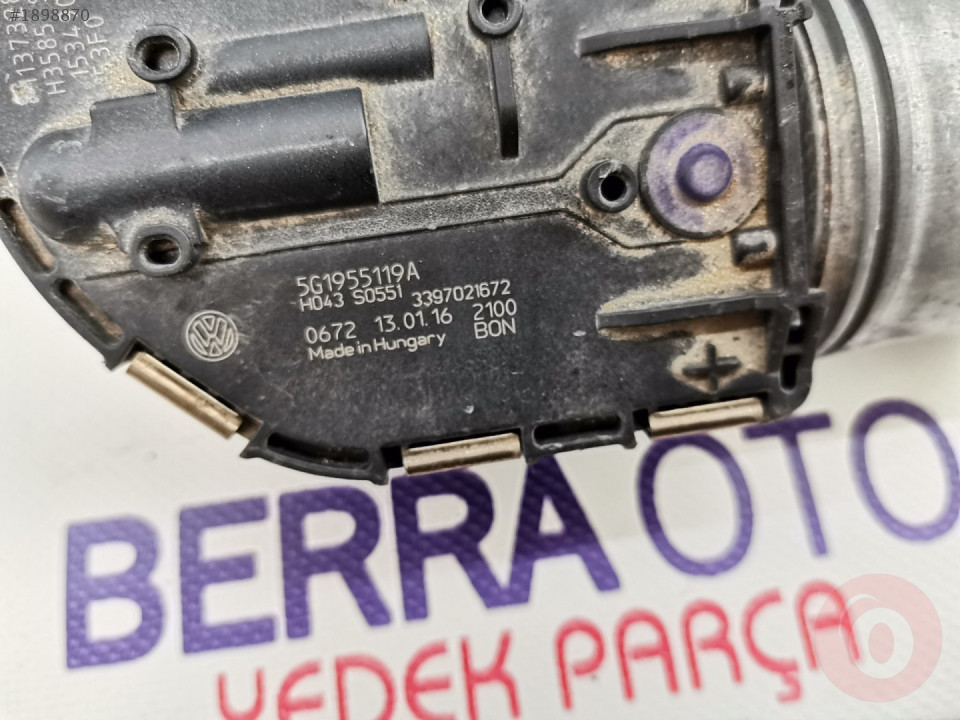 #1898870
5G1955119A
H043 S0551 3397021672
0672 13.01.16 2100
Made in Hungary BON
BERRA OTO
YEDEK PARÇA